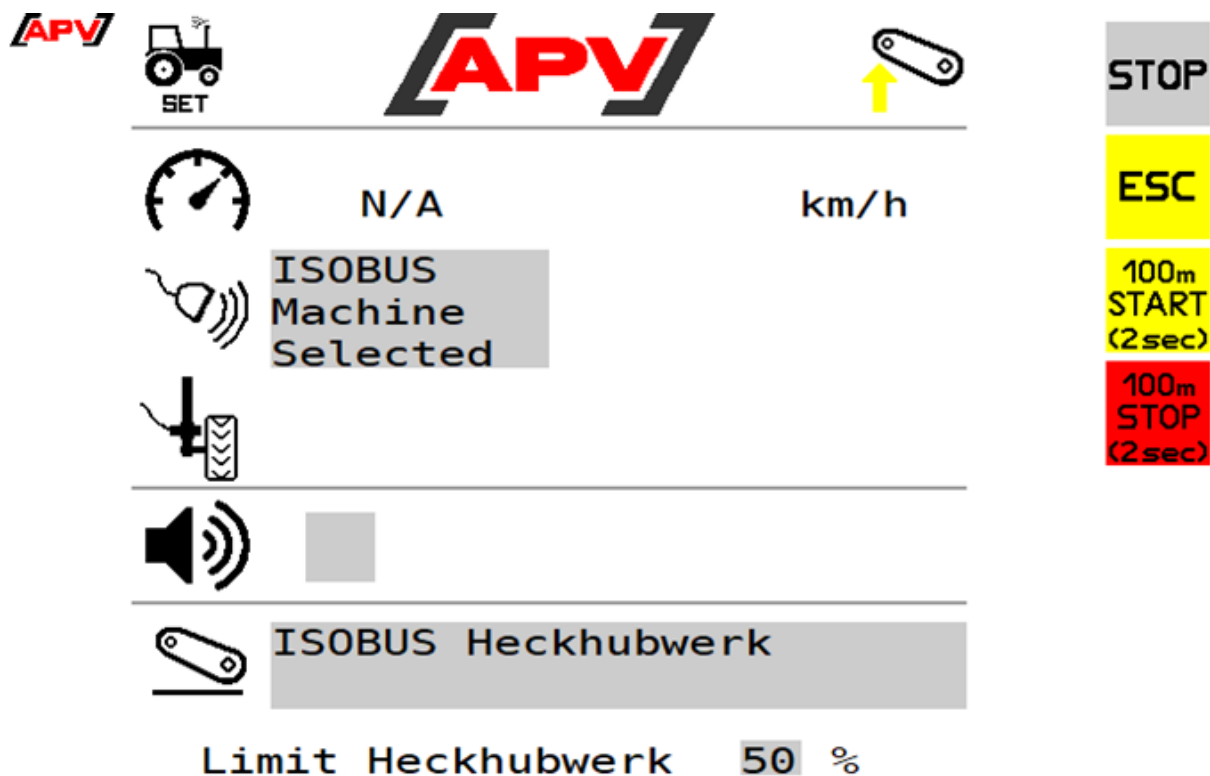 [APV]
SET
[APV]
STOP
ESC
N/A km/h
ISOBUS
Machine
Selected
100m
START
(2sec)
100m
STOP
(2sec)
ISOBUS Heckhubwerk
Limit Heckhubwerk 50 %